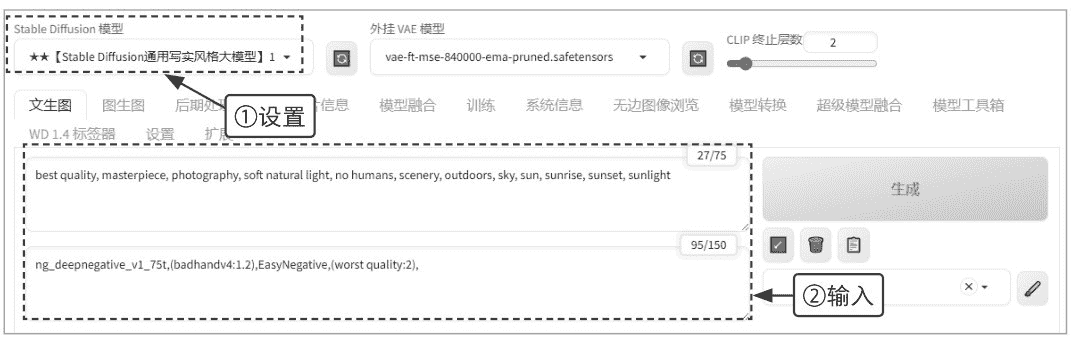 Stable Diffusion 模型
外挂 VAE 模型
CLIP 终止层数
2
★★【Stable Diffusion通用写实风格大模型】1
vae-ft-mse-840000-ema-pruned.safetensors
文生图 图生图 后期处 信息 模型融合 训练 系统信息 无边图像浏览 模型转换 超级模型融合 模型工具箱
①设置
WD 1.4 标签器 设置 扩展
27/75
best quality, masterpiece, photography, soft natural light, no humans, scenery, outdoors, sky, sun, sunrise, sunset, sunlight
生成
95/150
ng_deepnegative_v1_75t,(badhandv4:1.2),EasyNegative,(worst quality:2),
②输入